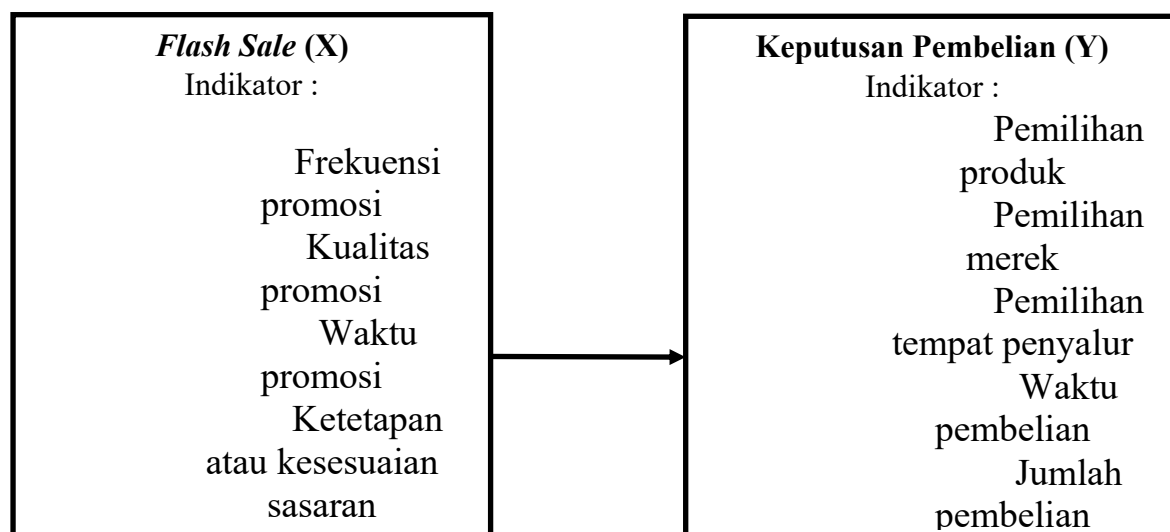 Flash Sale (X)
Indikator :
Frekuensi
promosi
Kualitas
promosi
Waktu
promosi
Ketetapan
atau kesesuaian
sasaran
Keputusan Pembelian (Y)
Indikator :
Pemilihan
produk
Pemilihan
merek
Pemilihan
tempat penyalur
Waktu
pembelian
Jumlah
pembelian